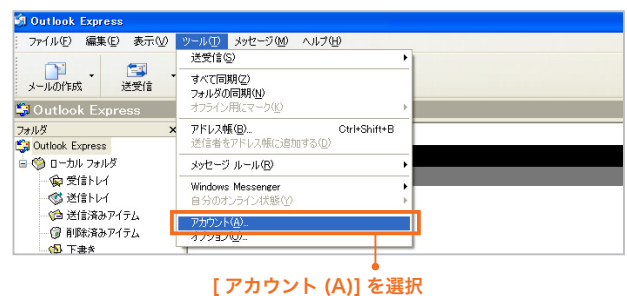 Outlook Express
ファイル(F) 編集(E) 表示(V) ツール(T) メッセージ(M) ヘルプ(H)
メールの作成 送受信
Outlook Express
フォルダ ×
Outlook Express
ローカル フォルダ
受信トレイ
送信トレイ
送信済みアイテム
削除済みアイテム
下書き
送受信(S)
すべて同期(Z)
フォルダの同期(N)
オフライン用にマーク(K)
アドレス帳(B)... Ctrl+Shift+B
送信者をアドレス帳に追加する(D)
メッセージ ルール(R)
Windows Messenger
自分のオンライン状態(Y)
アカウント(A)...
オプション(O)...
[ アカウント (A)] を選択